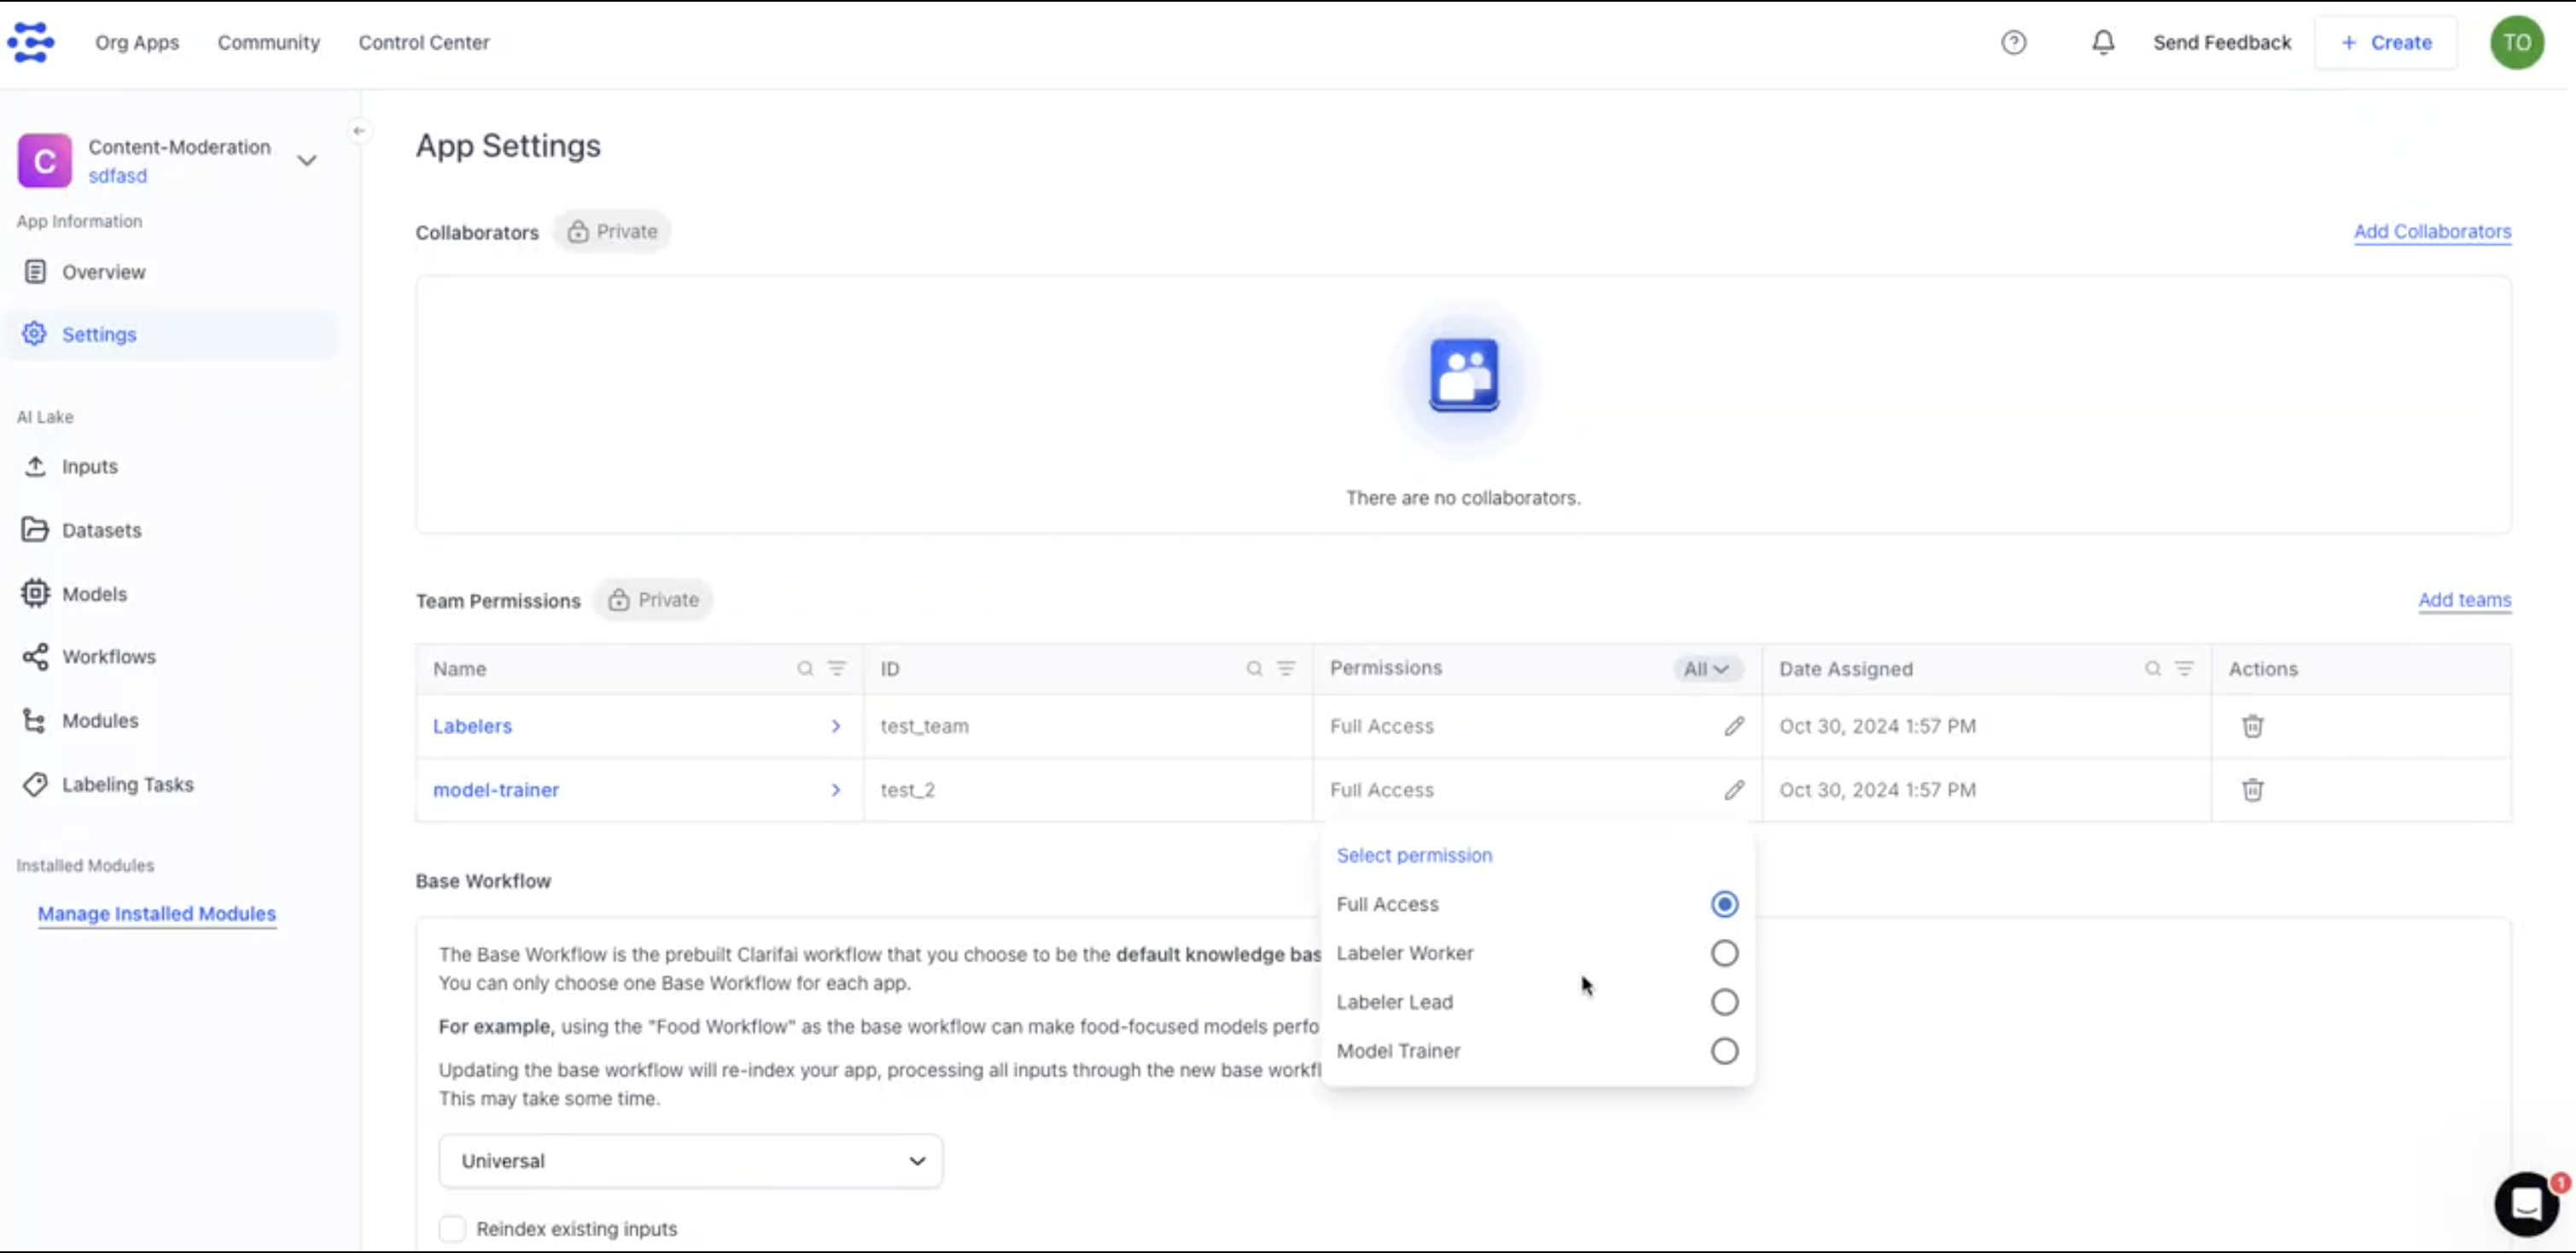 Org Apps
Community
Control Center
Send Feedback
+ Create
TO
C
Content-Moderation
sdfasd
App Information
Overview
Settings
AI Lake
Inputs
Datasets
Models
Workflows
Modules
Labeling Tasks
Installed Modules
Manage Installed Modules
App Settings
Collaborators
Private
Add Collaborators
There are no collaborators.
Team Permissions
Private
Add teams
Name
ID
Permissions
All
Date Assigned
Actions
Labelers
test_team
Full Access
Oct 30, 2024 1:57 PM
model-trainer
test_2
Full Access
Oct 30, 2024 1:57 PM
Select permission
Full Access
Labeler Worker
Labeler Lead
Model Trainer
Base Workflow
The Base Workflow is the prebuilt Clarifai workflow that you choose to be the default knowledge bas
You can only choose one Base Workflow for each app.
For example, using the "Food Workflow" as the base workflow can make food-focused models perfo
Updating the base workflow will re-index your app, processing all inputs through the new base workfl
This may take some time.
Universal
Reindex existing inputs
1